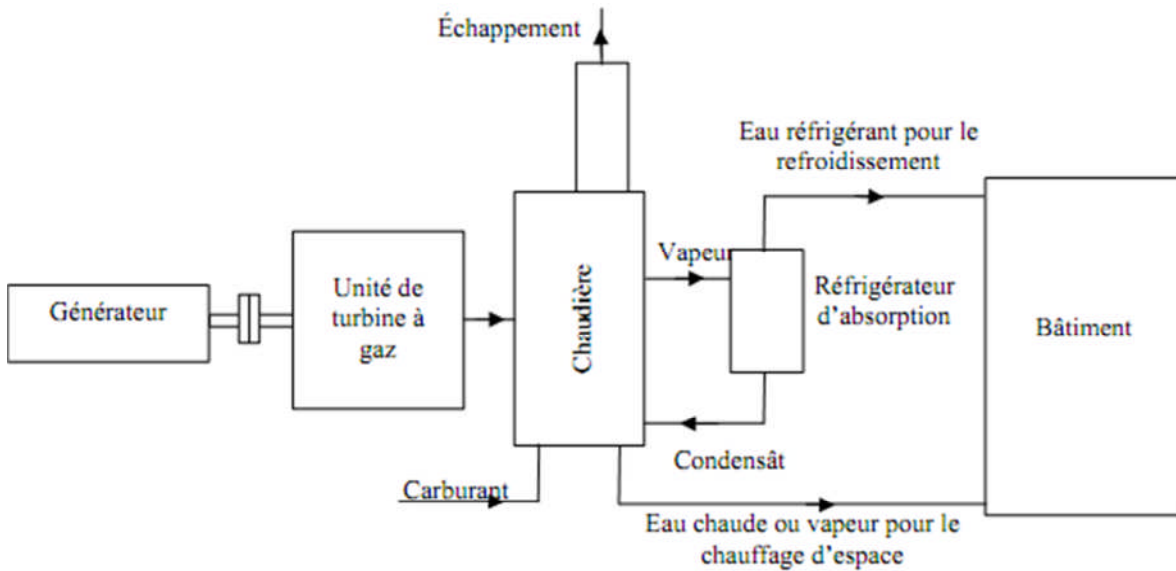 Échappement
Eau réfrigérant pour le
refroidissement
Vapeur
Générateur
Unité de
turbine à
gaz
Chaudière
Réfrigérateur
d’absorption
Bâtiment
Condensât
Carburant
Eau chaude ou vapeur pour le
chauffage d’espace